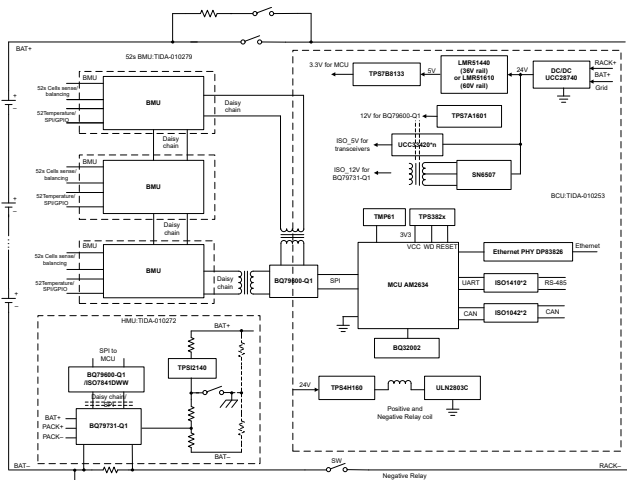 BAT+
52s BMU:TIDA-010279
BMU
52s Cells sense/
balancing
52Temperature/
SPI/GPIO
BMU
Daisy
chain
Daisy
chain
BMU
52s Cells sense/
balancing
52Temperature/
SPI/GPIO
BMU
Daisy
chain
BMU
52s Cells sense/
balancing
52Temperature/
SPI/GPIO
BMU
Daisy
chain
BQ79600-Q1
SPI
3.3V for MCU
TPS7B8133
5V
LMR51440
(36V rail)
or LMR51610
(60V rail)
24V
DC/DC
UCC28740
RACK+
BAT+
Grid
12V for BQ79600-Q1
TPS7A1601
ISO_5V for
transceivers
UCC33420*n
ISO_12V for
BQ79731-Q1
SN6507
BCU:TIDA-010253
TMP61
TPS382x
3V3
VCC WD RESET
MCU AM2634
Ethernet PHY DP83826
Ethernet
UART
ISO1410*2
RS-485
CAN
ISO1042*2
CAN
BQ32002
24V
TPS4H160
ULN2803C
Positive and
Negative Relay coil
HMU:TIDA-010272
SPI to
MCU
BQ79600-Q1
/ISO7841DWW
Daisy chain/
SPI
BAT+
PACK+
PACK–
BQ79731-Q1
BAT+
TPSI2140
BAT–
BAT–
SW
Negative Relay
RACK–